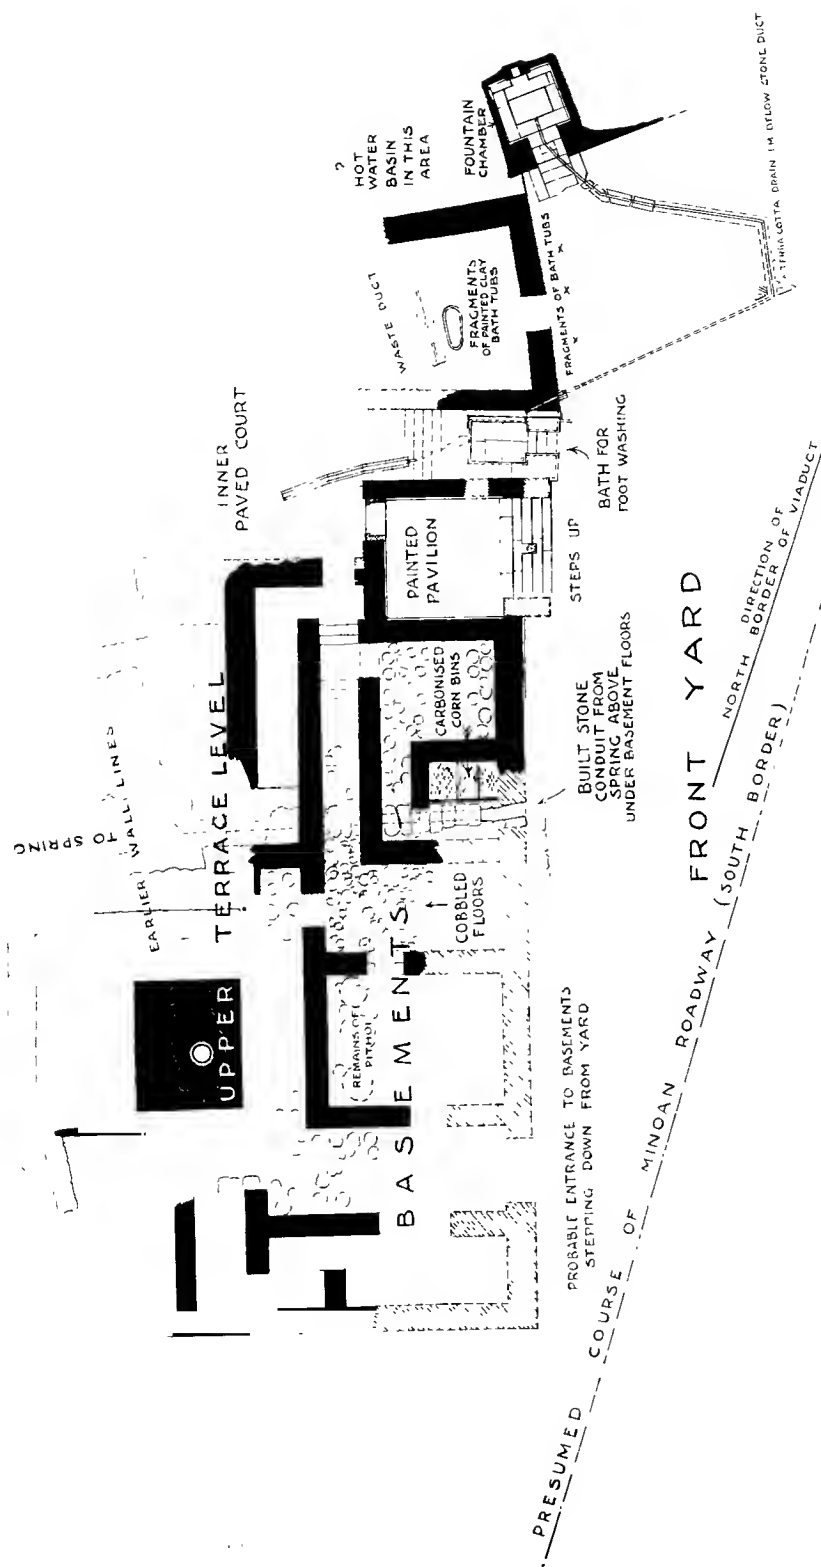 TO SPRING
EARLIER WALL LINES
UPPER TERRACE LEVEL
INNER
PAVED COURT
?
HOT
WATER
BASIN
IN THIS
AREA
FOUNTAIN
CHAMBER
WASTE DUCT
FRAGMENTS
OF PAINTED CLAY
BATH TUBS
FRAGMENTS OF BATH TUBS
TERRACOTTA DRAIN 1M BELOW STONE DUCT
PAINTED
PAVILION
STEPS UP
BATH FOR
FOOT WASHING
CARBONISED
CORN BINS
BUILT STONE
CONDUIT FROM
SPRING ABOVE
UNDER BASEMENT FLOORS
REMAINS OF
PITHOI
BASEMENTS
COBBLED
FLOORS
PROBABLE ENTRANCE TO BASEMENTS
STEPPING DOWN FROM YARD
FRONT YARD
NORTH DIRECTION OF
BORDER OF VIADUCT
PRESUMED COURSE OF MINOAN ROADWAY (SOUTH BORDER)